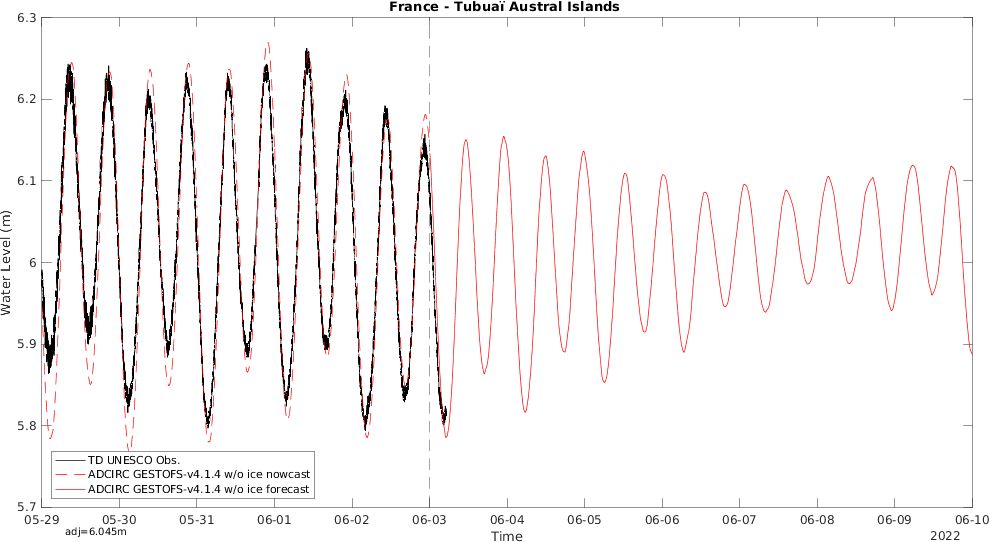 France - Tubuaï Austral Islands
6.3
6.2
6.1
6
5.9
5.8
5.7
Water Level (m)
TD UNESCO Obs.
ADCIRC GESTOFS-v4.1.4 w/o ice nowcast
ADCIRC GESTOFS-v4.1.4 w/o ice forecast
05-29 05-30 05-31 06-01 06-02 06-03 06-04 06-05 06-06 06-07 06-08 06-09 06-10
adj=6.045m
Time
2022